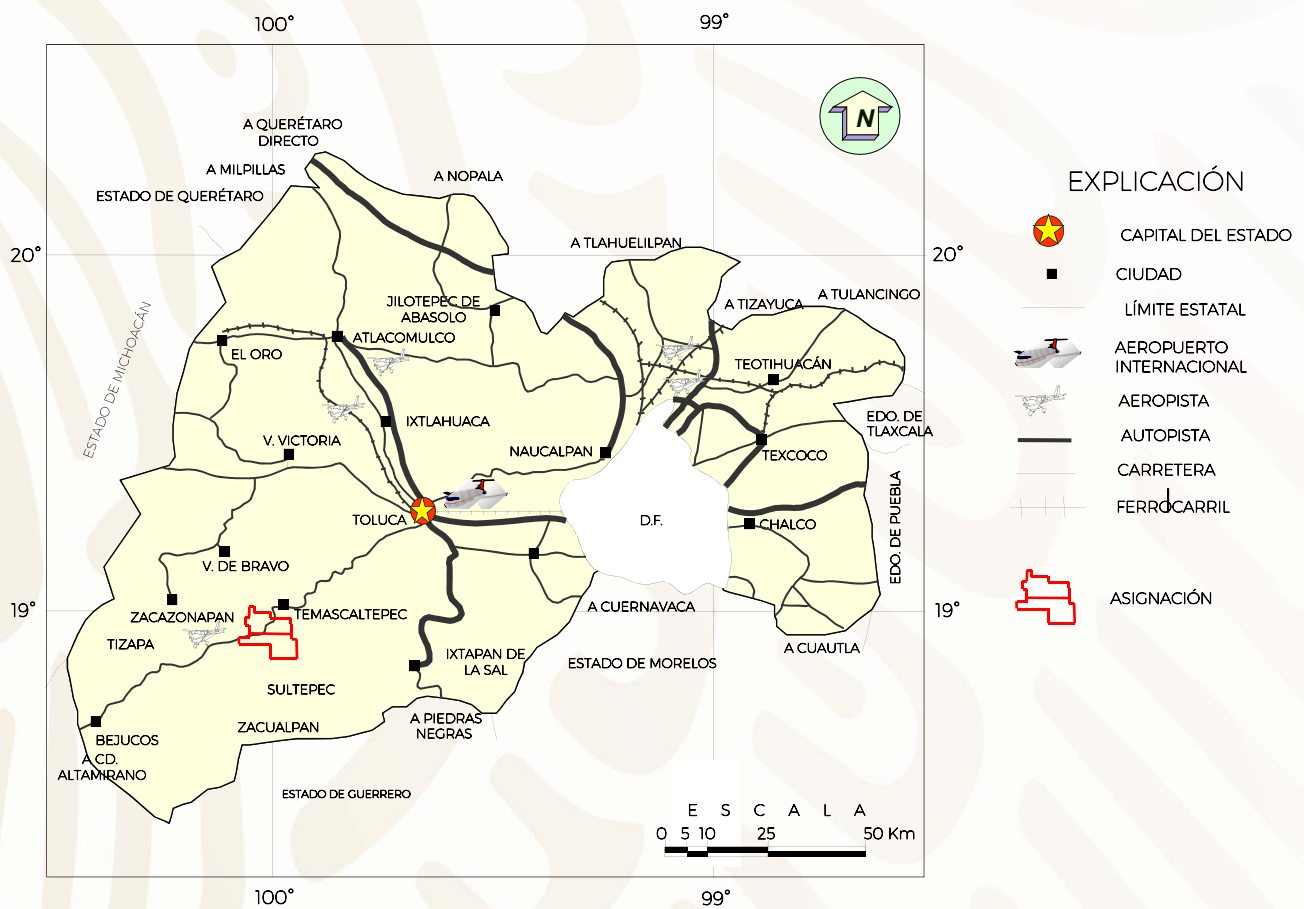 100°
99°
N
A QUERÉTARO
DIRECTO
A MILPILLAS
A NOPALA
ESTADO DE QUERÉTARO
A TLAHUELILPAN
20°
20°
A TULANCINGO
A TIZAYUCA
JILOTEPEC DE
ABASOLO
ATLACOMULCO
EL ORO
TEOTIHUACÁN
ESTADO DE MICHOACÁN
IXTLAHUACA
EDO. DE
TLAXCALA
V. VICTORIA
NAUCALPAN
TEXCOCO
TOLUCA
D.F.
CHALCO
EDO. DE PUEBLA
V. DE BRAVO
19°
19°
ZACAZONAPAN
TEMASCALTEPEC
A CUERNAVACA
TIZAPA
IXTAPAN DE
LA SAL
ESTADO DE MORELOS
A CUAUTLA
SULTEPEC
ZACUALPAN
A PIEDRAS
NEGRAS
BEJUCOS
A CD.
ALTAMIRANO
ESTADO DE GUERRERO
E S C A L A
0 5 10 25 50 Km
100°
99°
EXPLICACIÓN
CAPITAL DEL ESTADO
CIUDAD
LÍMITE ESTATAL
AEROPUERTO
INTERNACIONAL
AEROPISTA
AUTOPISTA
CARRETERA
FERROCARRIL
ASIGNACIÓN